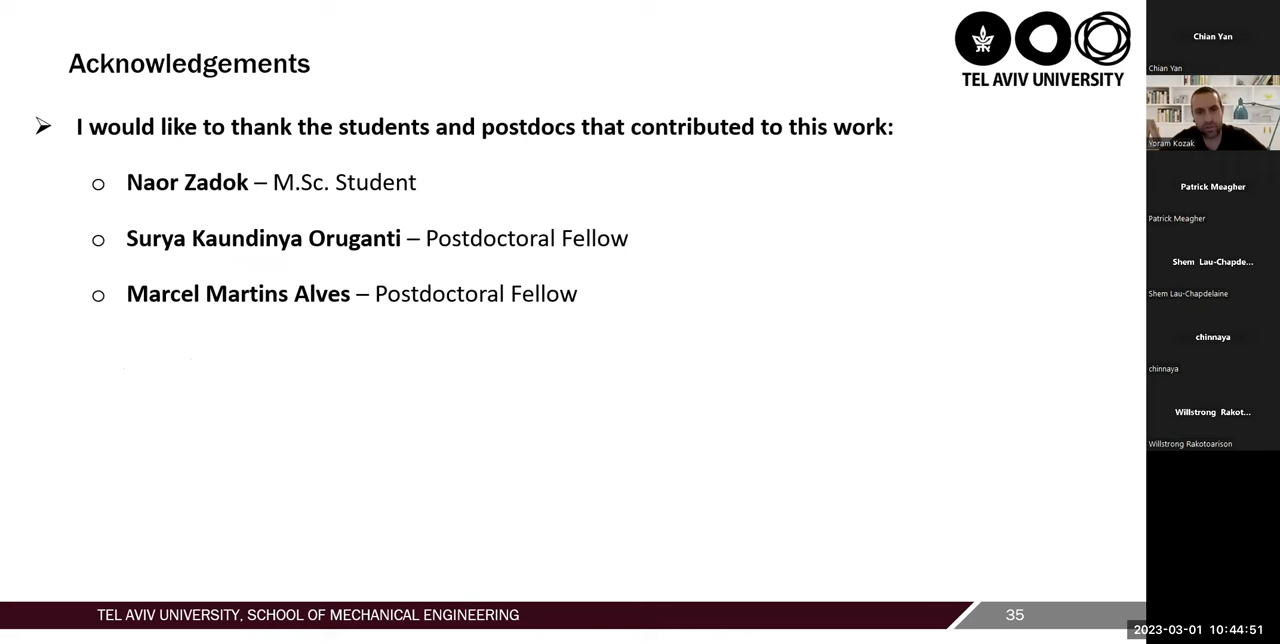 Acknowledgements
TEL AVIV UNIVERSITY
➢ I would like to thank the students and postdocs that contributed to this work:
o Naor Zadok – M.Sc. Student
o Surya Kaundinya Oruganti – Postdoctoral Fellow
o Marcel Martins Alves – Postdoctoral Fellow
TEL AVIV UNIVERSITY, SCHOOL OF MECHANICAL ENGINEERING
35
Chian Yan
Chian Yan
Yoram Kozak
Patrick Meagher
Patrick Meagher
Shem Lau-Chapde...
Shem Lau-Chapdelaine
chinnaya
chinnaya
Willstrong Rakot...
Willstrong Rakotoarison
2023-03-01 10:44:51